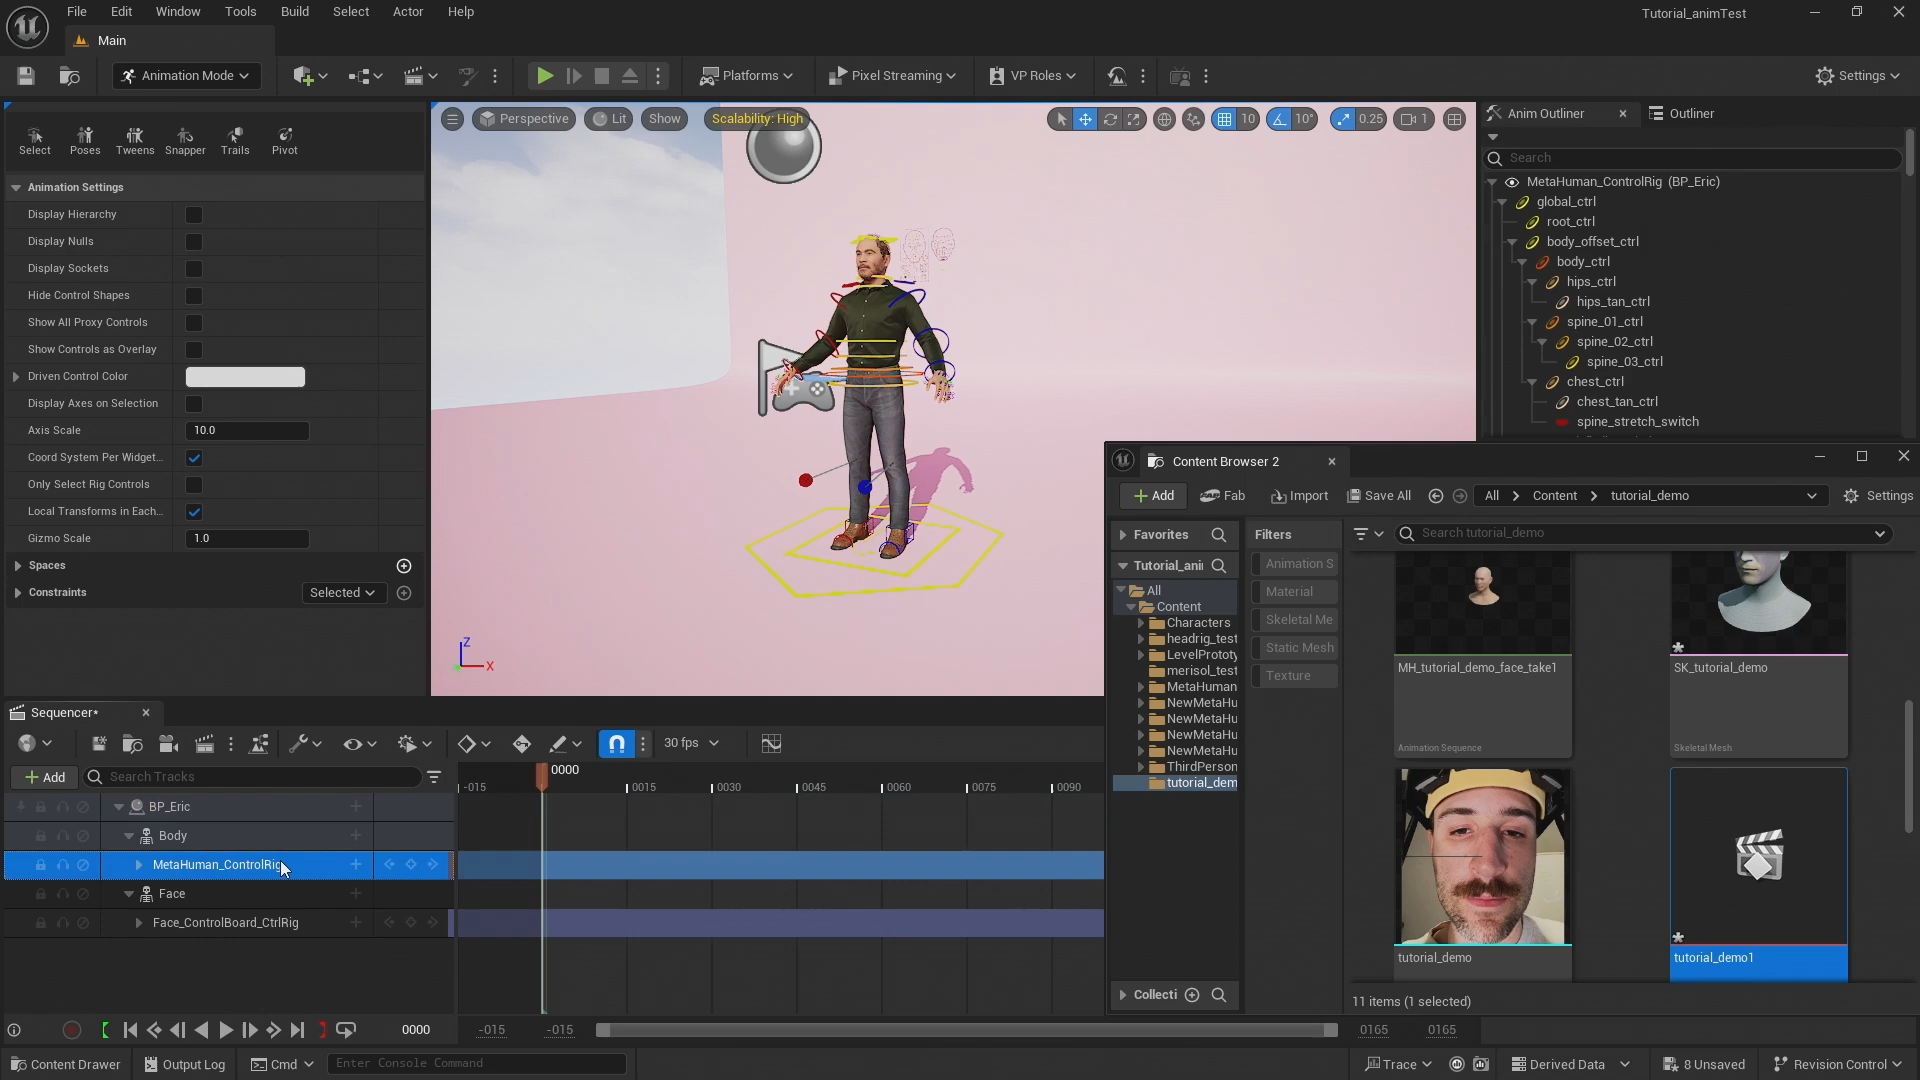 File Edit Window Tools Build Select Actor Help
Tutorial_animTest
Main
Animation Mode
Platforms
Pixel Streaming
VP Roles
Settings
Select Poses Tweens Snapper Trails Pivot
Animation Settings
Display Hierarchy
Display Nulls
Display Sockets
Hide Control Shapes
Show All Proxy Controls
Show Controls as Overlay
Driven Control Color
Display Axes on Selection
Axis Scale 10.0
Coord System Per Widget...
Only Select Rig Controls
Local Transforms in Each...
Gizmo Scale 1.0
Spaces
Constraints Selected
Perspective Lit Show Scalability: High
10 10° 0.25 1
Z
X
Anim Outliner Outliner
Search
MetaHuman_ControlRig (BP_Eric)
global_ctrl
root_ctrl
body_offset_ctrl
body_ctrl
hips_ctrl
hips_tan_ctrl
spine_01_ctrl
spine_02_ctrl
spine_03_ctrl
chest_ctrl
chest_tan_ctrl
spine_stretch_switch
Content Browser 2
Add Fab Import Save All All Content tutorial_demo Settings
Favorites
Tutorial_ani
All
Content
Characters
headrig_test
LevelPrototy
merisol_test
MetaHuman
NewMetaHu
NewMetaHu
NewMetaHu
NewMetaHu
ThirdPerson
tutorial_dem
Collecti
Filters
Animation S
Material
Skeletal Me
Static Mesh
Texture
Search tutorial_demo
MH_tutorial_demo_face_take1
Animation Sequence
SK_tutorial_demo
Skeletal Mesh
tutorial_demo
tutorial_demo1
11 items (1 selected)
Sequencer*
30 fps
Add Search Tracks
0000
-015 0015 0030 0045 0060 0075 0090
BP_Eric
Body
MetaHuman_ControlRig
Face
Face_ControlBoard_CtrlRig
0000 -015 -015 0165 0165
Content Drawer Output Log Cmd Enter Console Command
Trace Derived Data 8 Unsaved Revision Control